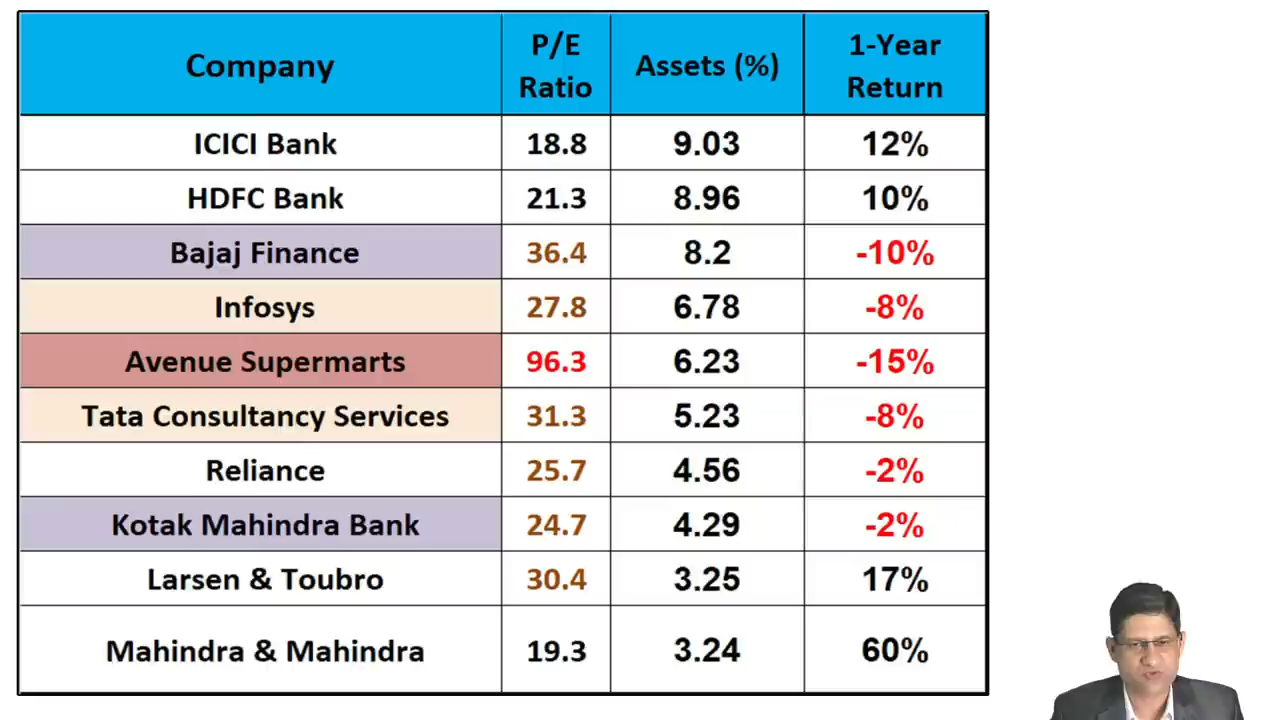 Company P/E Ratio Assets (%) 1-Year Return
ICICI Bank 18.8 9.03 12%
HDFC Bank 21.3 8.96 10%
Bajaj Finance 36.4 8.2 -10%
Infosys 27.8 6.78 -8%
Avenue Supermarts 96.3 6.23 -15%
Tata Consultancy Services 31.3 5.23 -8%
Reliance 25.7 4.56 -2%
Kotak Mahindra Bank 24.7 4.29 -2%
Larsen & Toubro 30.4 3.25 17%
Mahindra & Mahindra 19.3 3.24 60%